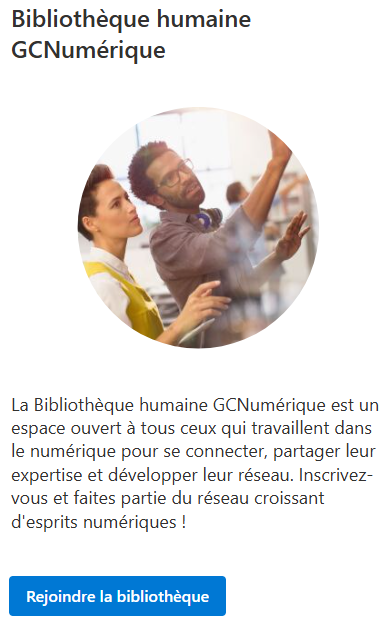 Bibliothèque humaine
GCNumérique
La Bibliothèque humaine GCNumérique est un
espace ouvert à tous ceux qui travaillent dans
le numérique pour se connecter, partager leur
expertise et développer leur réseau. Inscrivez-
vous et faites partie du réseau croissant
d'esprits numériques !
Rejoindre la bibliothèque